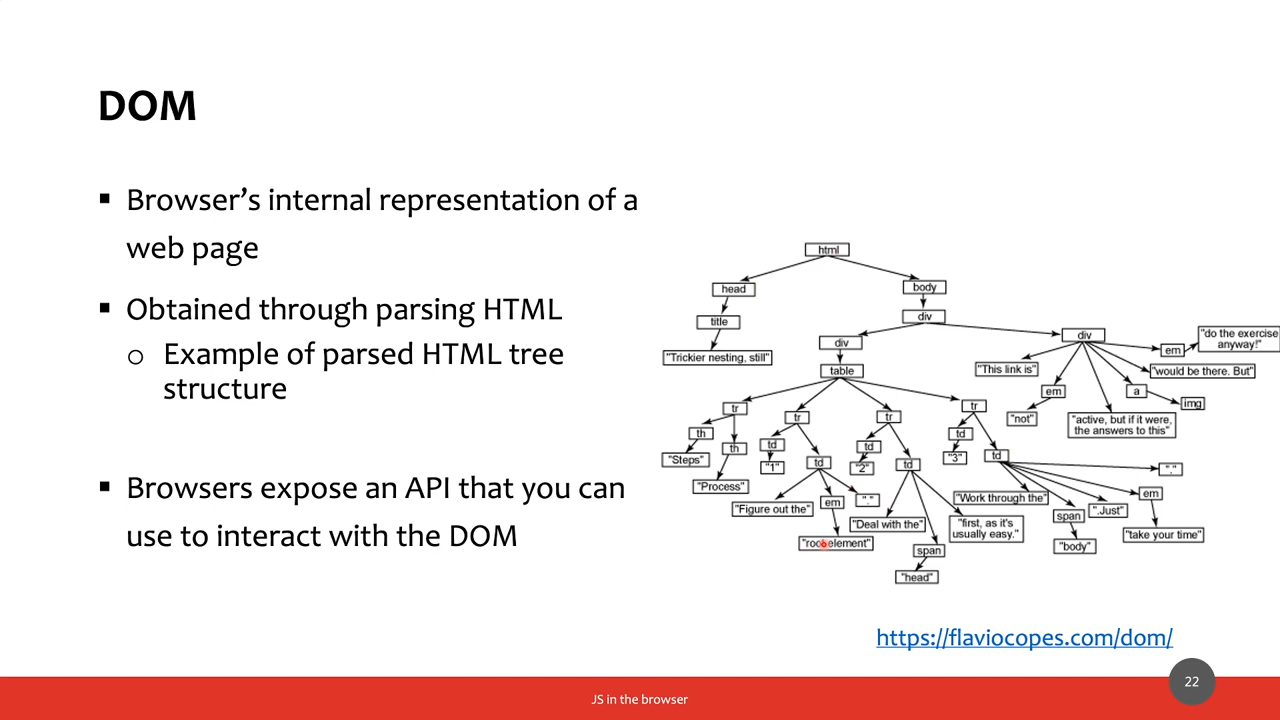 DOM
▪ Browser’s internal representation of a
web page
▪ Obtained through parsing HTML
o Example of parsed HTML tree
structure
▪ Browsers expose an API that you can
use to interact with the DOM
html
head
body
title
div
"Trickier nesting, still"
div
div
em
"do the exercise
anyway!"
table
"This link is"
"would be there. But"
em
a
img
"not"
"active, but if it were,
the answers to this"
tr
tr
tr
tr
th
th
td
td
td
td
td
td
"Steps"
"Process"
"1"
"2"
"3"
"."
"Figure out the"
em
"."
"Deal with the"
"first, as it's
usually easy."
"Work through the"
span
".Just"
em
"element"
span
"body"
"take your time"
"head"
https://flaviocopes.com/dom/
22
JS in the browser